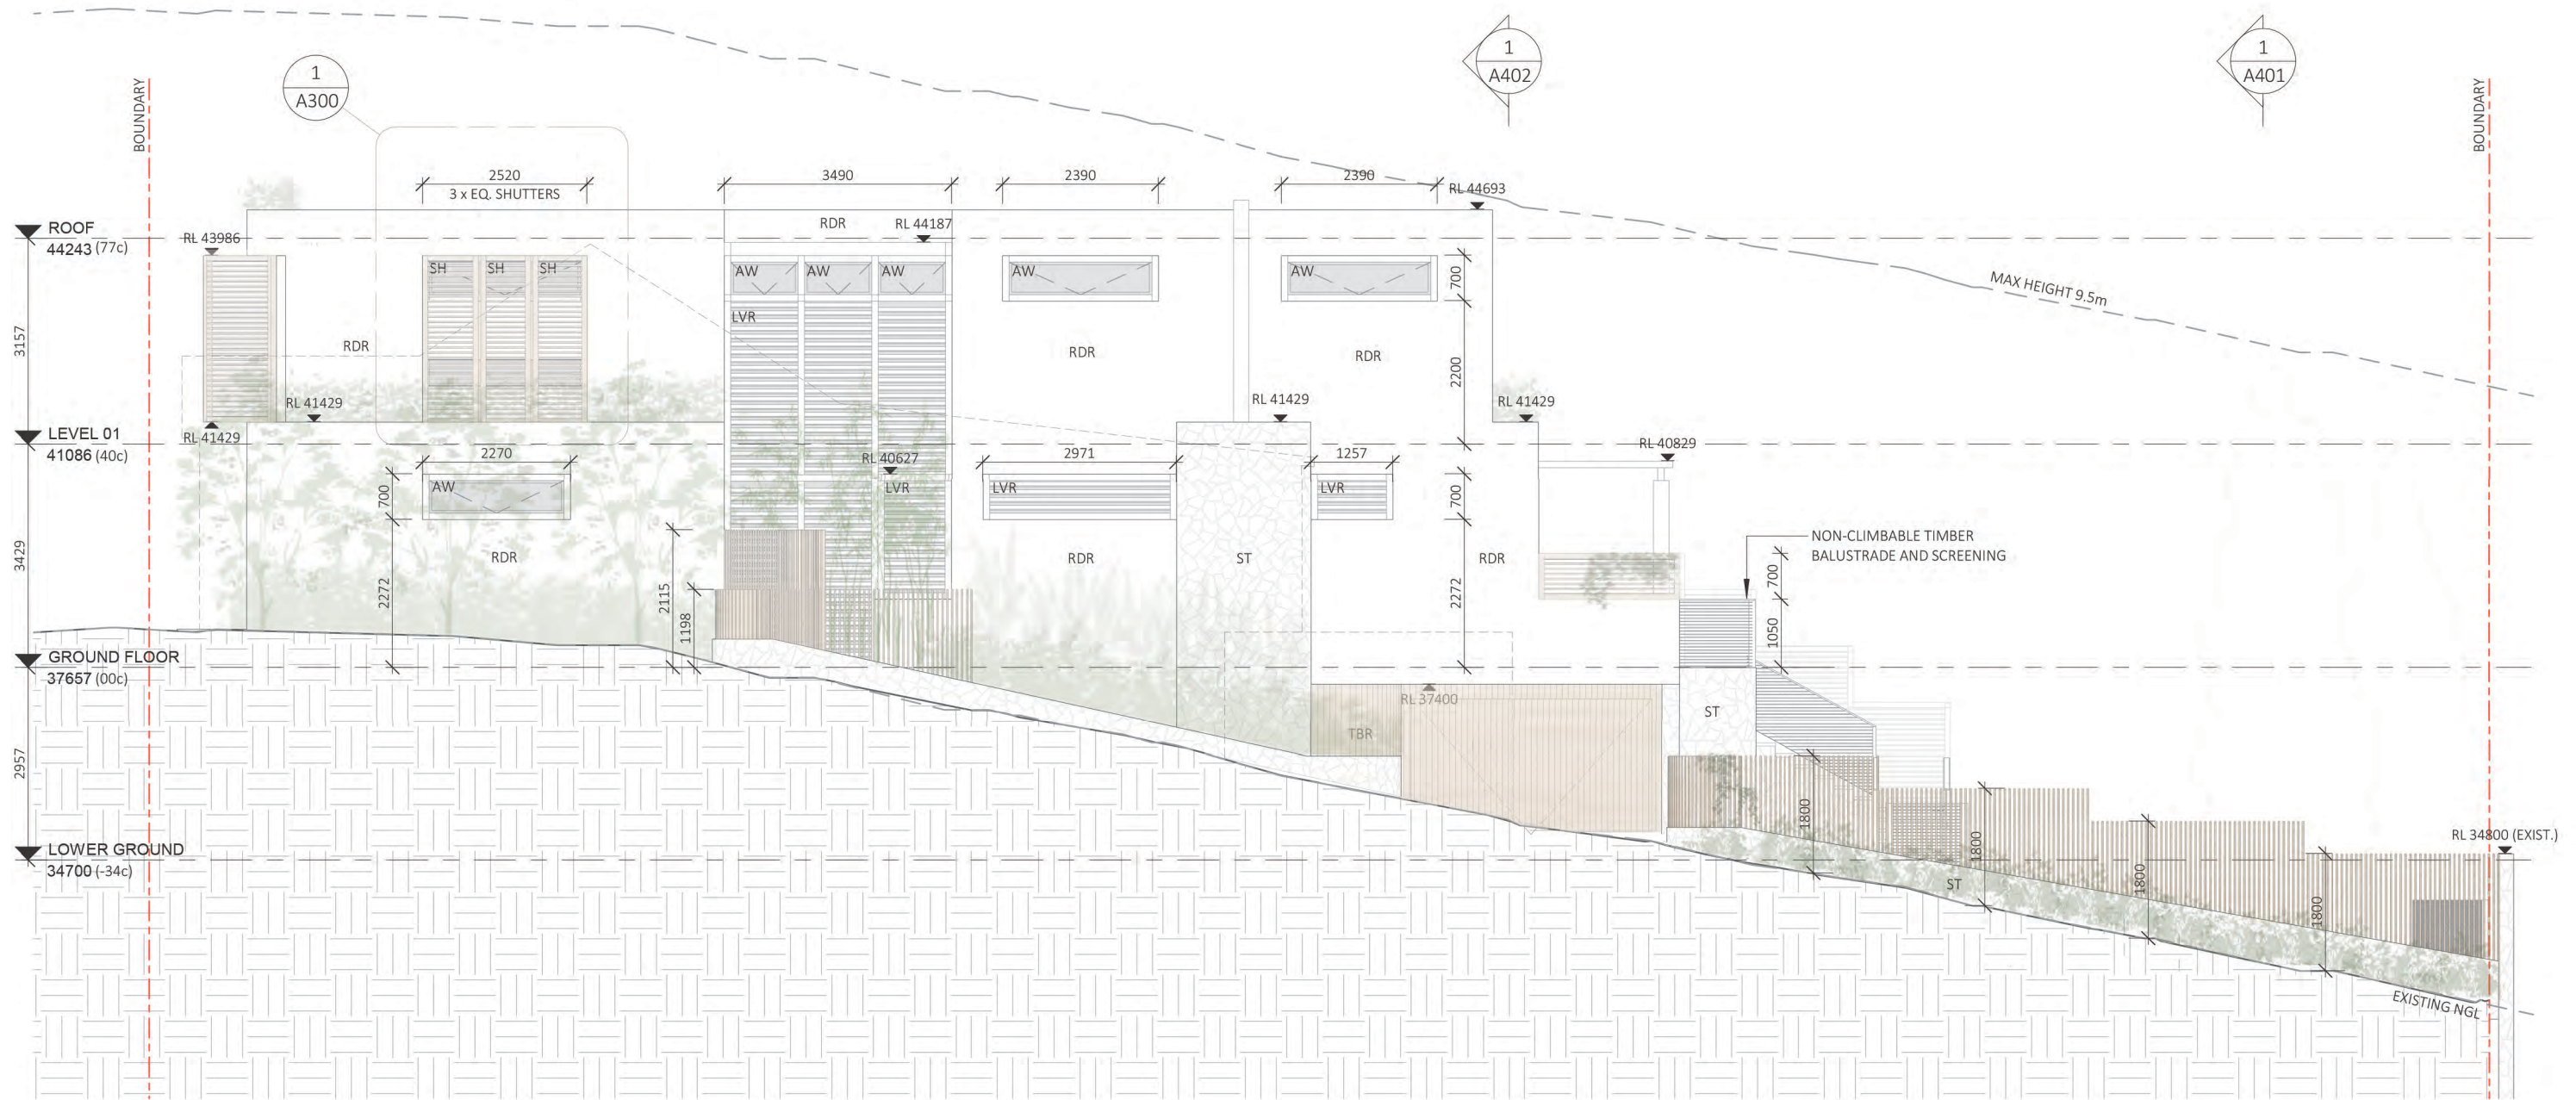 1
A300
1
A402
1
A401
BOUNDARY
BOUNDARY
2520
3 x EQ. SHUTTERS
3490
2390
2390
RL 44693
ROOF
44243 (77c)
RL 43986
RDR
RL 44187
SH
SH
SH
AW
AW
AW
AW
AW
700
MAX HEIGHT 9.5m
LVR
3157
RDR
RDR
RDR
2200
RL 41429
RL 41429
RL 41429
RL 41429
LEVEL 01
41086 (40c)
RL 40829
2270
RL 40627
2971
1257
AW
700
LVR
LVR
LVR
700
NON-CLIMBABLE TIMBER
BALUSTRADE AND SCREENING
3429
RDR
RDR
ST
RDR
2272
2115
1198
2272
700
1050
GROUND FLOOR
37657 (00c)
RL 37400
ST
TBR
2957
1800
1800
1800
1800
RL 34800 (EXIST.)
LOWER GROUND
34700 (-34c)
ST
EXISTING NGL